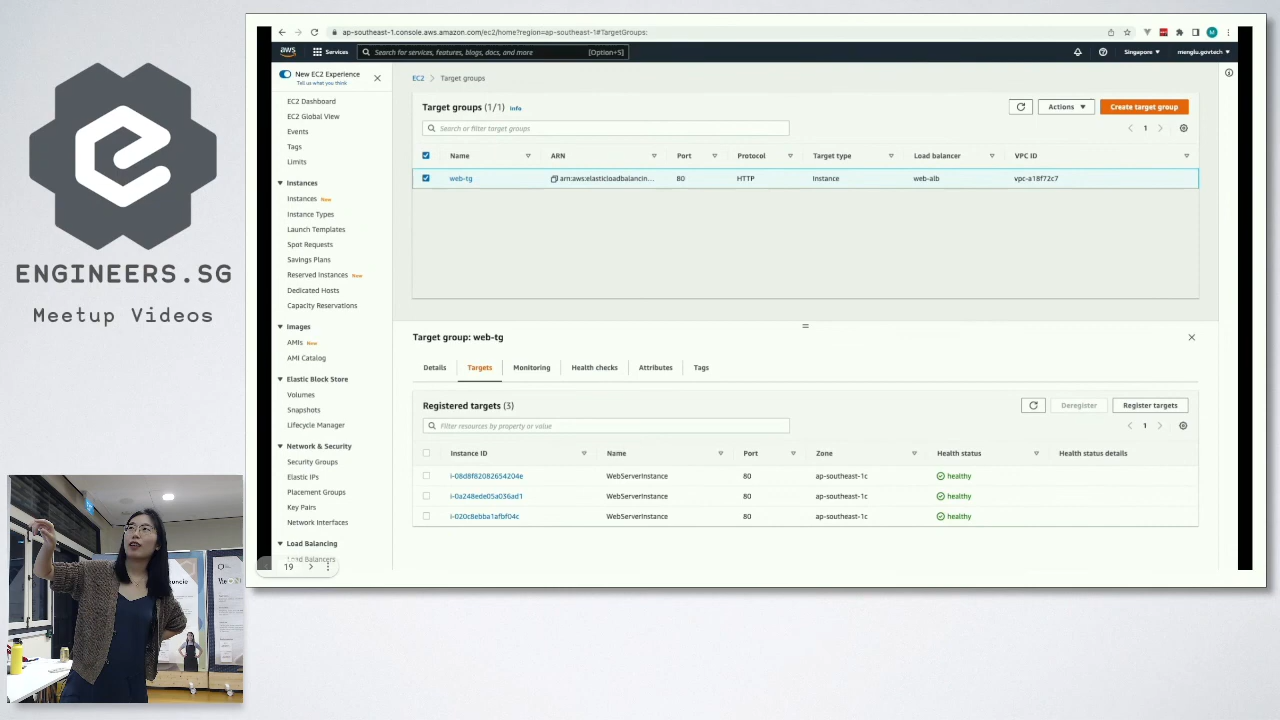 ENGINEERS.SG
Meetup Videos
ap-southeast-1.console.aws.amazon.com/ec2/home?region=ap-southeast-1#TargetGroups:
aws
Services
Search for services, features, blogs, docs, and more
[Option+S]
Singapore
menglu.govtech
New EC2 Experience
Tell us what you think
EC2 Dashboard
EC2 Global View
Events
Tags
Limits
Instances
Instances New
Instance Types
Launch Templates
Spot Requests
Savings Plans
Reserved Instances New
Dedicated Hosts
Capacity Reservations
Images
AMIs New
AMI Catalog
Elastic Block Store
Volumes
Snapshots
Lifecycle Manager
Network & Security
Security Groups
Elastic IPs
Placement Groups
Key Pairs
Network Interfaces
Load Balancing
Load Balancers
19
EC2 > Target groups
Target groups (1/1) Info
Actions
Create target group
Search or filter target groups
1
Name ARN Port Protocol Target type Load balancer VPC ID
web-tg arn:aws:elasticloadbalancin... 80 HTTP Instance web-alb vpc-a18f72c7
Target group: web-tg
Details Targets Monitoring Health checks Attributes Tags
Registered targets (3)
Deregister
Register targets
Filter resources by property or value
1
Instance ID Name Port Zone Health status Health status details
i-08d8f82082654204e WebServerInstance 80 ap-southeast-1c healthy
i-0a248ede05a036ad1 WebServerInstance 80 ap-southeast-1c healthy
i-020c8ebba1afbf04c WebServerInstance 80 ap-southeast-1c healthy